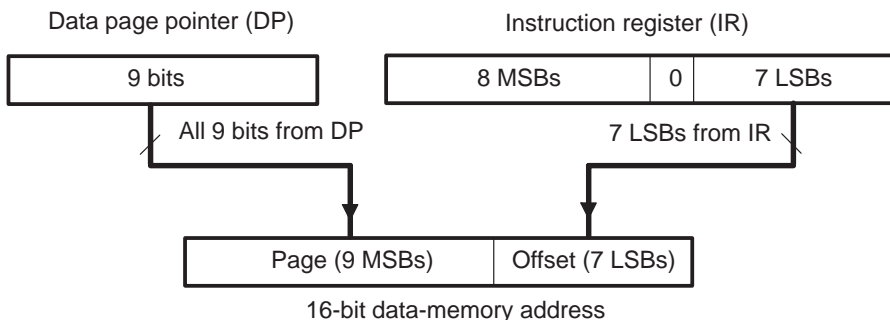 Data page pointer (DP)
Instruction register (IR)
9 bits
8 MSBs
0
7 LSBs
All 9 bits from DP
7 LSBs from IR
Page (9 MSBs)
Offset (7 LSBs)
16-bit data-memory address